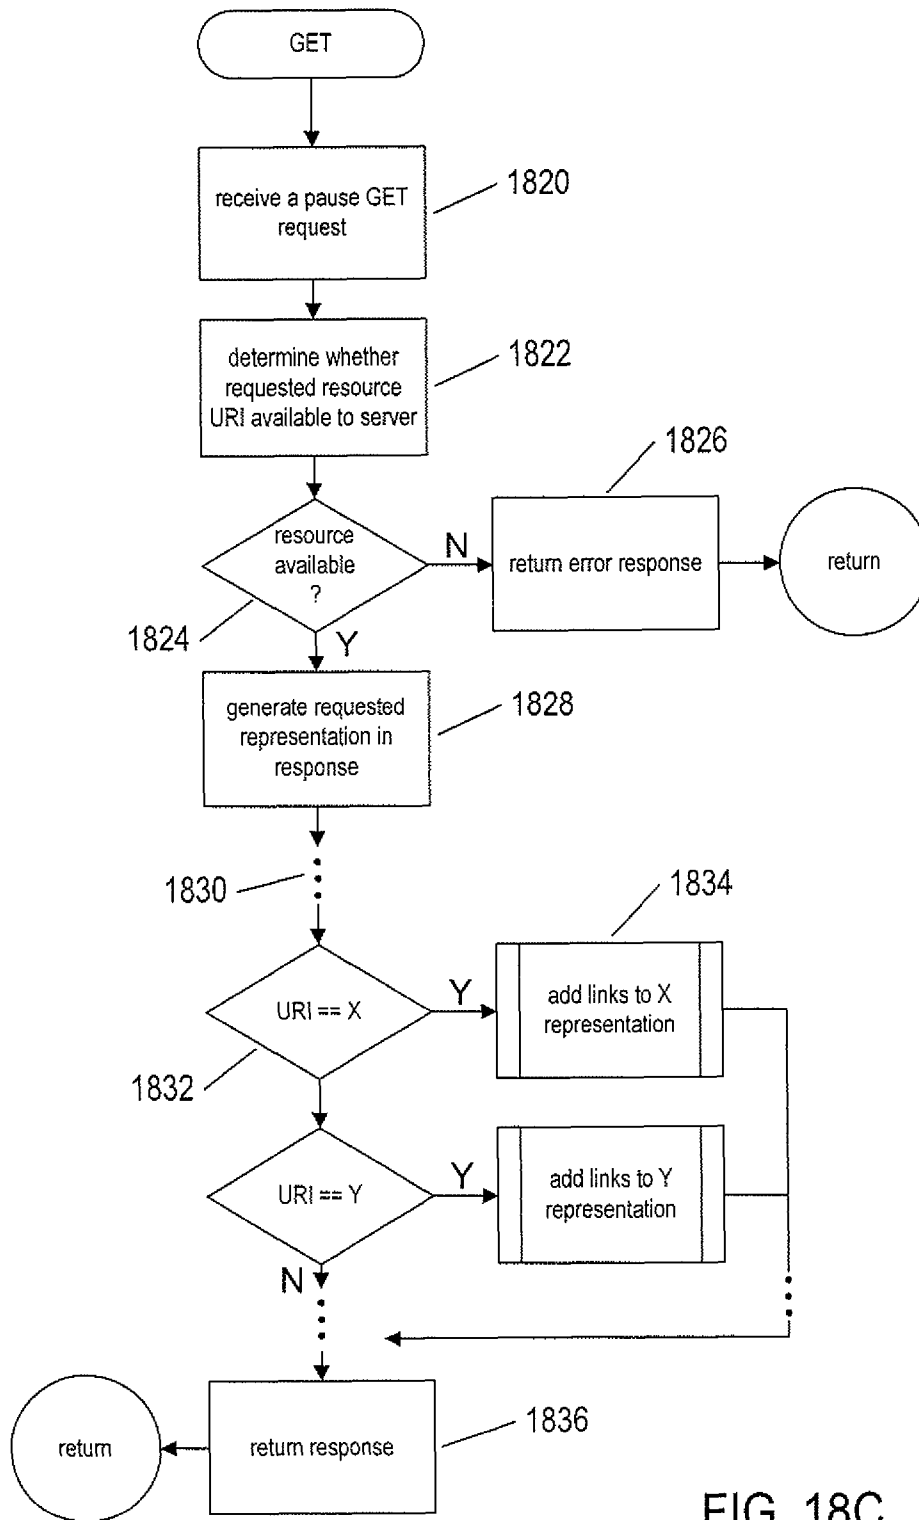 GET
receive a pause GET
request
1820
determine whether
requested resource
URI available to server
1822
resource
available
?
1824
N
return error response
1826
return
Y
generate requested
representation in
response
1828
1830
URI == X
1832
Y
add links to X
representation
1834
URI == Y
Y
add links to Y
representation
N
return response
1836
return
FIG. 18C